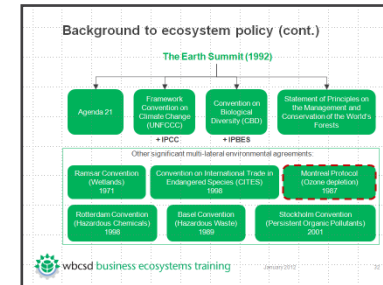 Background to ecosystem policy (cont.)
The Earth Summit (1992)
Agenda 21
Framework
Convention on
Climate Change
(UNFCCC)
Convention on
Biological
Diversity (CBD)
Statement of Principles
on the Management and
Conservation of the World's
Forests
+ IPCC
+ IPBES
Other significant multi-lateral environmental agreements:
Ramsar Convention
(Wetlands)
1971
Convention on International Trade in
Endangered Species (CITES)
1998
Montreal Protocol
(Ozone depletion)
1987
Rotterdam Convention
(Hazardous Chemicals)
1998
Basel Convention
(Hazardous Waste)
1989
Stockholm Convention
(Persistent Organic Pollutants)
2001
wbcsd business ecosystems training
January 2012